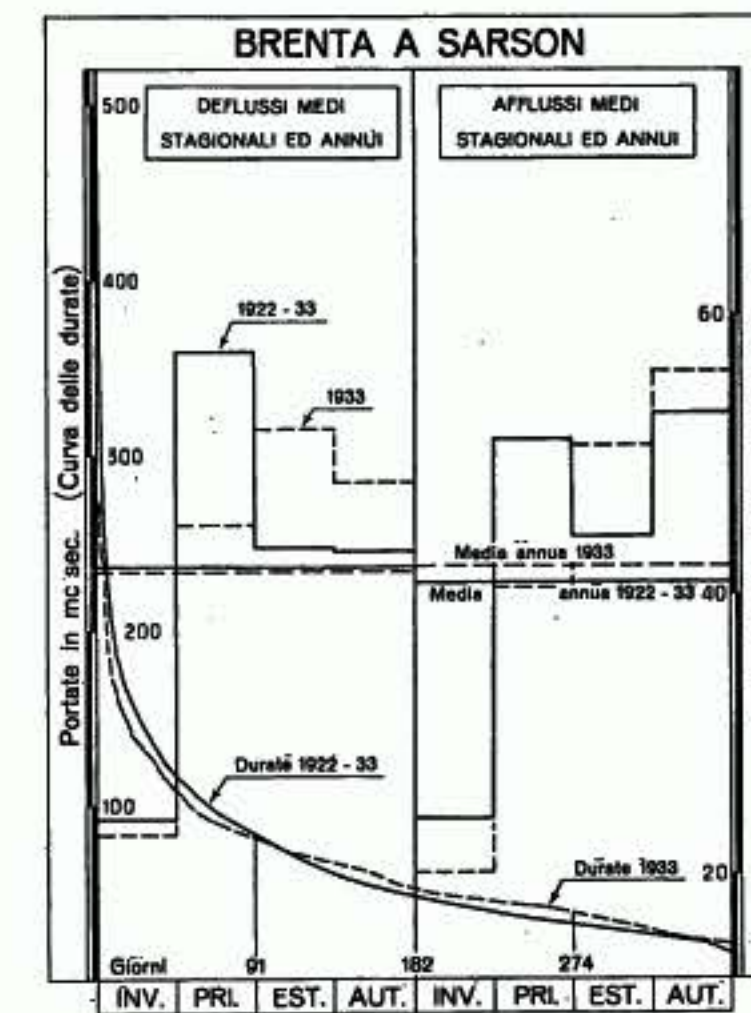 BRENTA A SARSON
DEFLUSSI MEDI
STAGIONALI ED ANNUI
AFFLUSSI MEDI
STAGIONALI ED ANNUI
Portate in mc sec. (Curva delle durate)
500
400
300
200
100
60
40
20
1922 - 33
1933
Media annua 1933
Media annua 1922 - 33
Durate 1922 - 33
Durate 1933
Giorni 91 182 274
INV. PRI. EST. AUT. INV. PRI. EST. AUT.